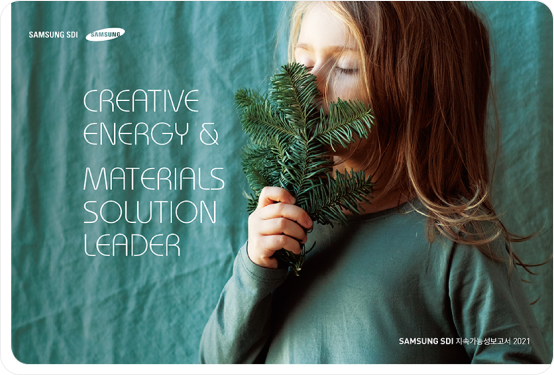 SAMSUNG SDI SAMSUNG
CREATIVE
ENERGY &
MATERIALS
SOLUTION
LEADER
SAMSUNG SDI 지속가능성보고서 2021